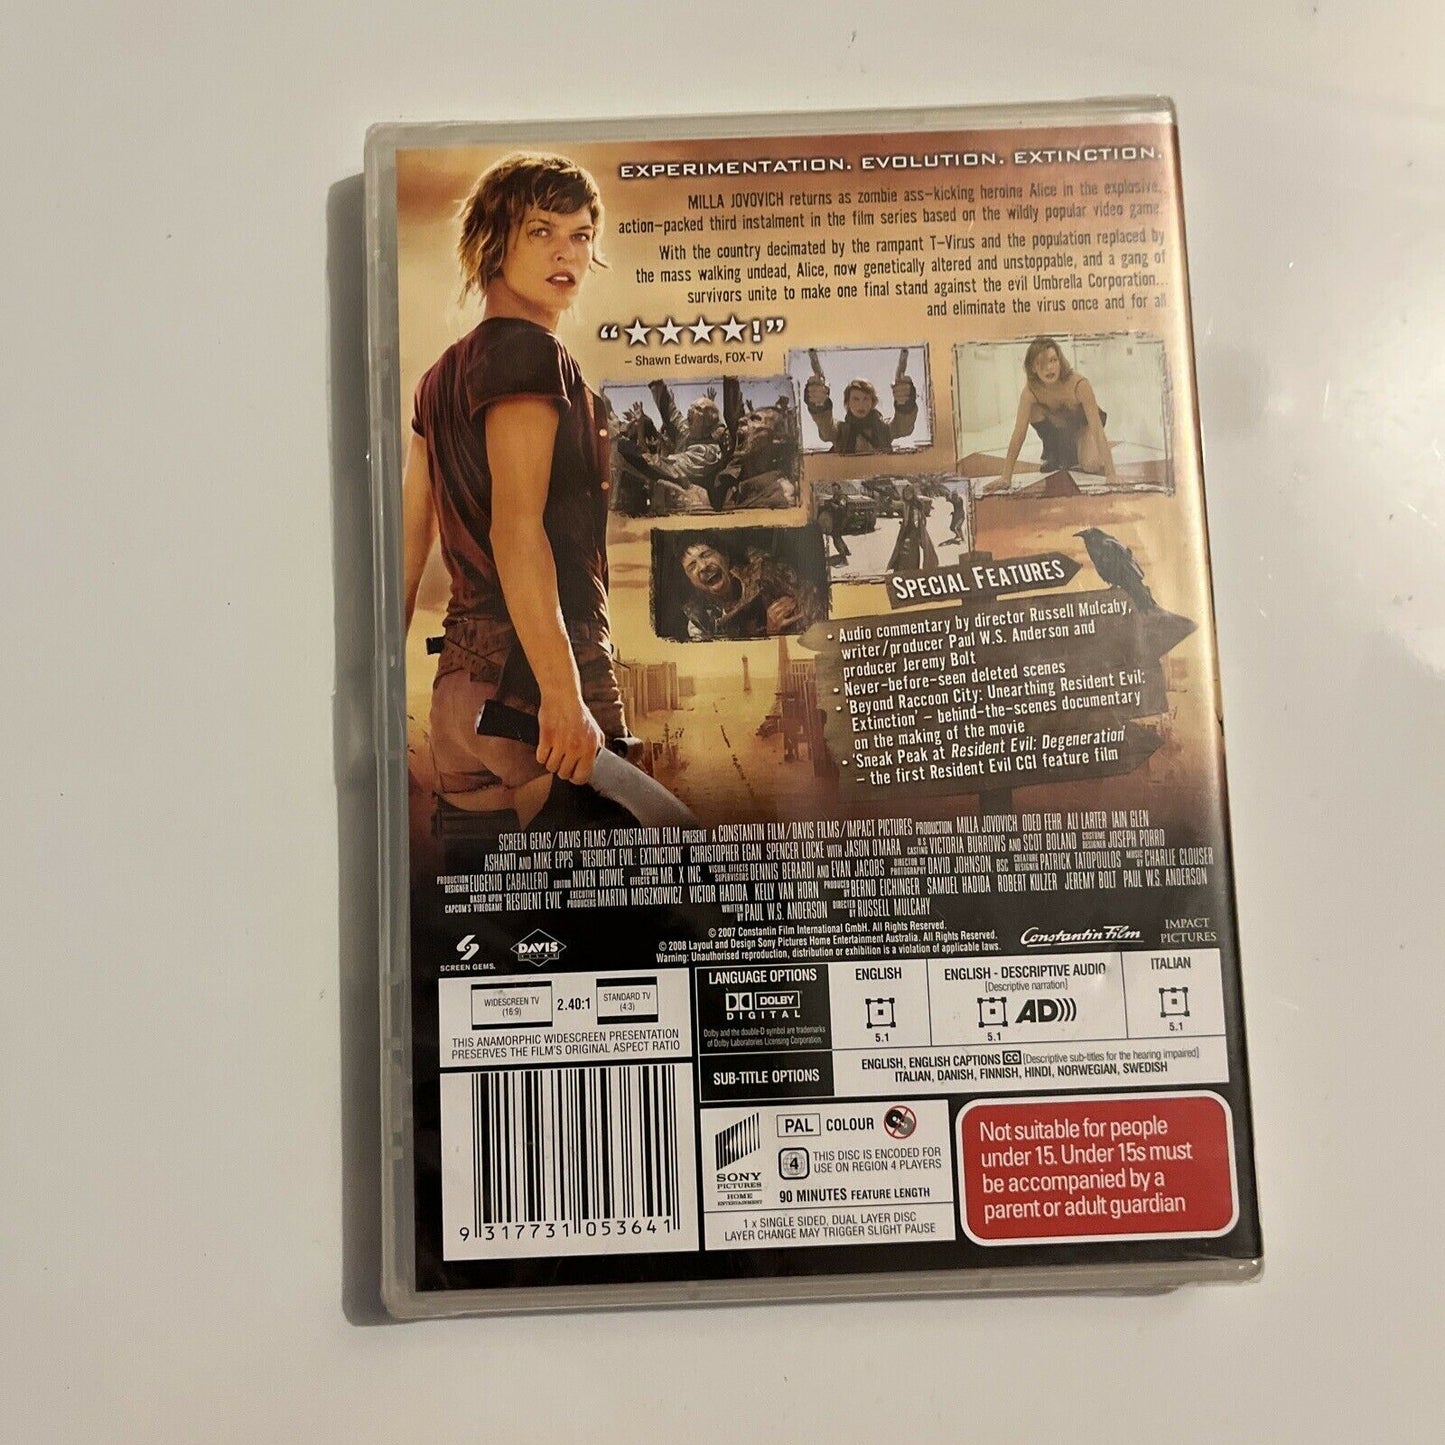 EXPERIMENTATION. EVOLUTION. EXTINCTION.
MILLA JOVOVICH returns as zombie ass-kicking heroine Alice in the explosive,
action-packed third instalment in the film series based on the wildly popular video game.
With the country decimated by the rampant T-Virus and the population replaced by
the mass walking undead, Alice, now genetically altered and unstoppable, and a gang of
survivors unite to make one final stand against the evil Umbrella Corporation...
and eliminate the virus once and for all.
“★★★★!”
– Shawn Edwards, FOX-TV
SPECIAL FEATURES
• Audio commentary by director Russell Mulcahy,
writer/producer Paul W.S. Anderson and
producer Jeremy Bolt
• Never-before-seen deleted scenes
• 'Beyond Raccoon City: Unearthing Resident Evil:
Extinction' – behind-the-scenes documentary
on the making of the movie
• 'Sneak Peak at Resident Evil: Degeneration'
– the first Resident Evil CGI feature film
SCREEN GEMS/DAVIS FILMS/CONSTANTIN FILM PRESENT A CONSTANTIN FILM/DAVIS FILMS/IMPACT PICTURES PRODUCTION MILLA JOVOVICH ODED FEHR ALI LARTER IAIN GLEN
ASHANTI AND MIKE EPPS "RESIDENT EVIL: EXTINCTION" CHRISTOPHER EGAN SPENCER LOCKE WITH JASON O'MARA U.S. CASTING VICTORIA BURROWS AND SCOT BOLAND COSTUME DESIGNER JOSEPH PORRO
PRODUCTION DESIGNER EUGENIO CABALLERO EDITOR NIVEN HOWIE VISUAL EFFECTS BY MR. X INC. VISUAL EFFECTS SUPERVISORS DENNIS BERARDI AND EVAN JACOBS DIRECTOR OF PHOTOGRAPHY DAVID JOHNSON, BSC CREATURE DESIGNER PATRICK TATOPOULOS MUSIC BY CHARLIE CLOUSER
BASED UPON CAPCOM'S VIDEOGAME "RESIDENT EVIL" EXECUTIVE PRODUCERS MARTIN MOSZKOWICZ VICTOR HADIDA KELLY VAN HORN PRODUCED BY BERND EICHINGER SAMUEL HADIDA ROBERT KULZER JEREMY BOLT PAUL W.S. ANDERSON
WRITTEN BY PAUL W.S. ANDERSON DIRECTED BY RUSSELL MULCAHY
© 2007 Constantin Film International GmbH. All Rights Reserved.
© 2008 Layout and Design Sony Pictures Home Entertainment Australia. All Rights Reserved.
Warning: Unauthorised reproduction, distribution or exhibition is a violation of applicable laws.
SCREEN GEMS.
DAVIS
FILMS
Constantin Film
IMPACT
PICTURES
WIDESCREEN TV
(16:9)
2.40:1
STANDARD TV
(4:3)
THIS ANAMORPHIC WIDESCREEN PRESENTATION
PRESERVES THE FILM'S ORIGINAL ASPECT RATIO
LANGUAGE OPTIONS
DOLBY
DIGITAL
Dolby and the double-D symbol are trademarks
of Dolby Laboratories Licensing Corporation.
ENGLISH
5.1
ENGLISH - DESCRIPTIVE AUDIO
[Descriptive narration]
AD)))
5.1
ITALIAN
5.1
SUB-TITLE OPTIONS
ENGLISH, ENGLISH CAPTIONS CC [Descriptive sub-titles for the hearing impaired]
ITALIAN, DANISH, FINNISH, HINDI, NORWEGIAN, SWEDISH
9 317731 053641
SONY
PICTURES
HOME
ENTERTAINMENT
PAL COLOUR
4
THIS DISC IS ENCODED FOR
USE ON REGION 4 PLAYERS
90 MINUTES FEATURE LENGTH
1 x SINGLE SIDED, DUAL LAYER DISC
LAYER CHANGE MAY TRIGGER SLIGHT PAUSE
Not suitable for people
under 15. Under 15s must
be accompanied by a
parent or adult guardian